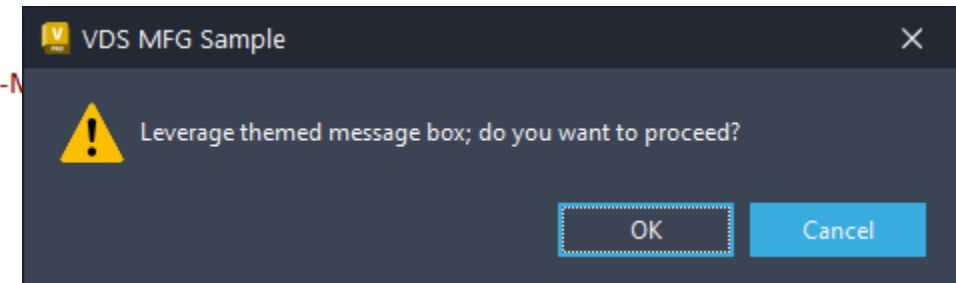 VDS MFG Sample
Leverage themed message box; do you want to proceed?
OK
Cancel